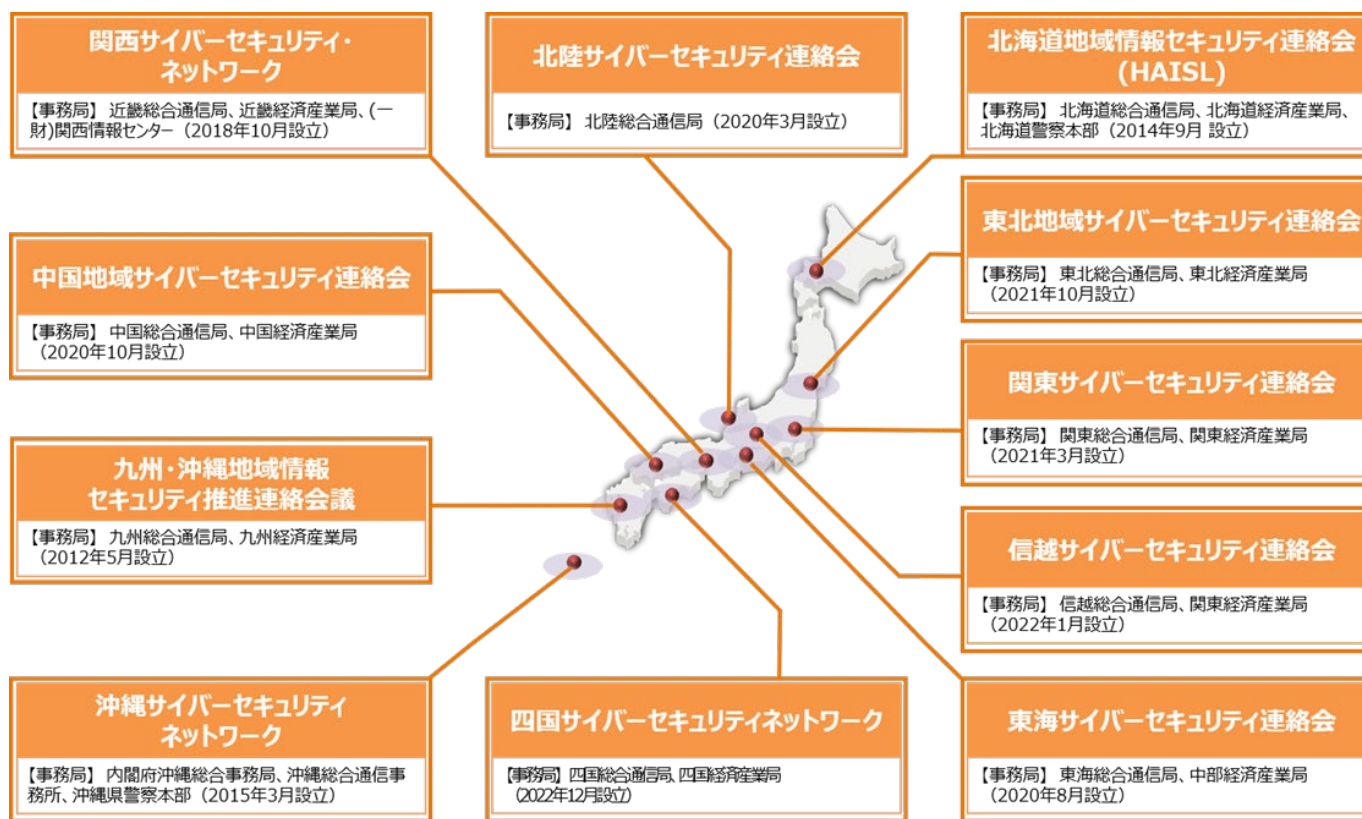 関西サイバーセキュリティ・
ネットワーク
【事務局】 近畿総合通信局、近畿経済産業局、(一
財)関西情報センター（2018年10月設立）
北陸サイバーセキュリティ連絡会
【事務局】 北陸総合通信局（2020年3月設立）
北海道地域情報セキュリティ連絡会
(HAISL)
【事務局】 北海道総合通信局、北海道経済産業局、
北海道警察本部（2014年9月 設立）
中国地域サイバーセキュリティ連絡会
【事務局】 中国総合通信局、中国経済産業局
（2020年10月設立）
東北地域サイバーセキュリティ連絡会
【事務局】 東北総合通信局、東北経済産業局
（2021年10月設立）
関東サイバーセキュリティ連絡会
【事務局】 関東総合通信局、関東経済産業局
（2021年3月設立）
九州・沖縄地域情報
セキュリティ推進連絡会議
【事務局】 九州総合通信局、九州経済産業局
（2012年5月設立）
信越サイバーセキュリティ連絡会
【事務局】 信越総合通信局、関東経済産業局
（2022年1月設立）
沖縄サイバーセキュリティ
ネットワーク
【事務局】 内閣府沖縄総合事務局、沖縄総合通信事
務所、沖縄県警察本部（2015年3月設立）
四国サイバーセキュリティネットワーク
【事務局】 四国総合通信局、四国経済産業局
（2022年12月設立）
東海サイバーセキュリティ連絡会
【事務局】 東海総合通信局、中部経済産業局
（2020年8月設立）